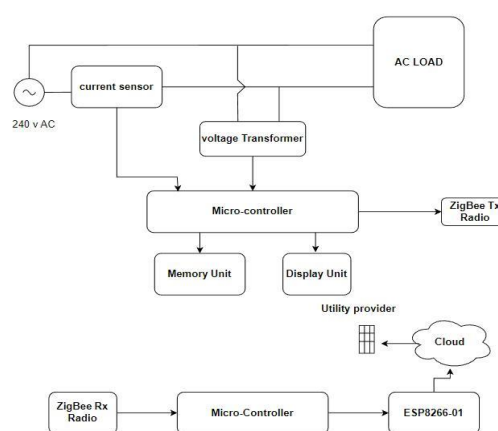 AC LOAD
current sensor
240 v AC
voltage Transformer
Micro-controller
ZigBee Tx
Radio
Memory Unit
Display Unit
Utility provider
Cloud
ZigBee Rx
Radio
Micro-Controller
ESP8266-01